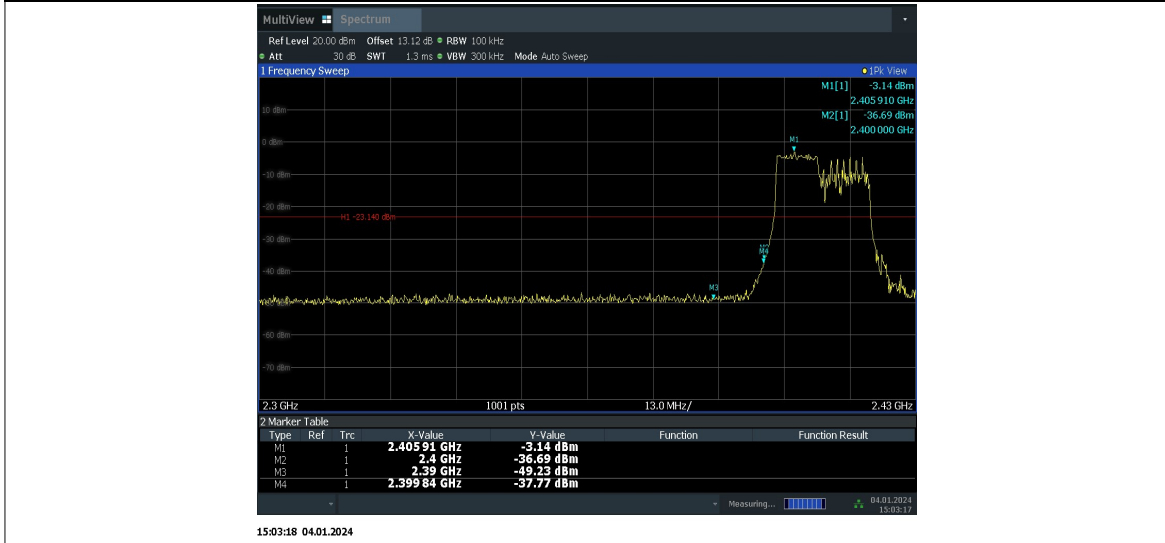 MultiView Spectrum
Ref Level 20.00 dBm Offset 13.12 dB RBW 100 kHz
Att 30 dB SWT 1.3 ms VBW 300 kHz Mode Auto Sweep
1 Frequency Sweep 1Pk View
M1[1] -3.14 dBm
2.405 910 GHz
M2[1] -36.69 dBm
2.400 000 GHz
10 dBm
0 dBm
M1
-10 dBm
-20 dBm
H1 -23.140 dBm
-30 dBm
M4
-40 dBm
M3
-60 dBm
-70 dBm
2.3 GHz 1001 pts 13.0 MHz/ 2.43 GHz
2 Marker Table
Type Ref Trc X-Value Y-Value Function Function Result
M1 1 2.405 91 GHz -3.14 dBm
M2 1 2.4 GHz -36.69 dBm
M3 1 2.39 GHz -49.23 dBm
M4 1 2.399 84 GHz -37.77 dBm
Measuring... 04.01.2024
15:03:17
15:03:18 04.01.2024